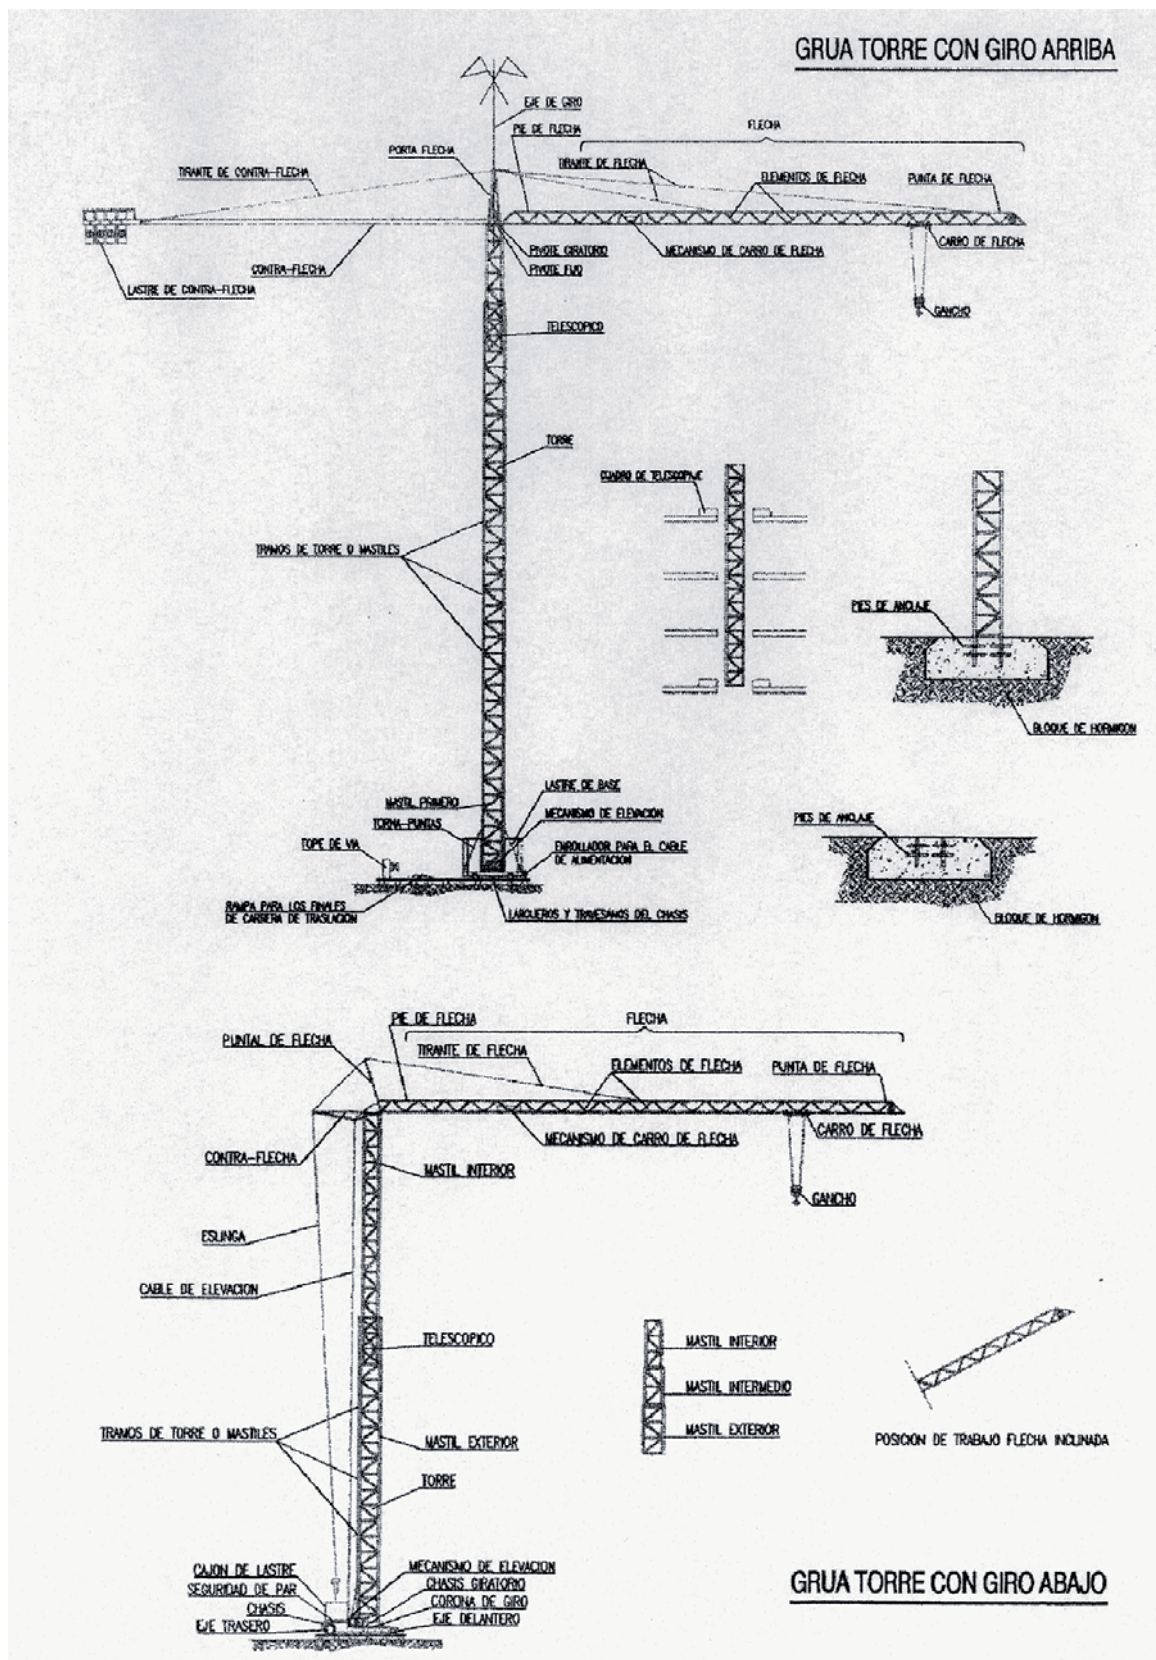 GRUA TORRE CON GIRO ARRIBA
EJE DE GIRO
PIE DE FLECHA
FLECHA
PORTA FLECHA
TIRANTE DE FLECHA
TIRANTE DE CONTRA-FLECHA
ELEMENTOS DE FLECHA
PUNTA DE FLECHA
PIVOTE GIRATORIO
MECANISMO DE CARRO DE FLECHA
CARRO DE FLECHA
CONTRA-FLECHA
PIVOTE FIJO
LASTRE DE CONTRA-FLECHA
GANCHO
TELESCOPICO
TORRE
CUADRO DE TELESCOPAJE
TRAMOS DE TORRE O MASTILES
PIES DE ANCLAJE
BLOQUE DE HORMIGON
LASTRE DE BASE
MASTIL PRIMERO
MECANISMO DE ELEVACION
TORNA-PUNTAS
PIES DE ANCLAJE
TOPE DE VIA
ENROLLADOR PARA EL CABLE
DE ALIMENTACION
RAMPA PARA LOS FINALES
DE CARRERA DE TRASLACION
LARGUEROS Y TRAVESANOS DEL CHASIS
BLOQUE DE HORMIGON
PIE DE FLECHA
FLECHA
PUNTAL DE FLECHA
TIRANTE DE FLECHA
ELEMENTOS DE FLECHA
PUNTA DE FLECHA
MECANISMO DE CARRO DE FLECHA
CARRO DE FLECHA
CONTRA-FLECHA
MASTIL INTERIOR
GANCHO
ESLINGA
CABLE DE ELEVACION
TELESCOPICO
MASTIL INTERIOR
MASTIL INTERMEDIO
MASTIL EXTERIOR
TRAMOS DE TORRE O MASTILES
MASTIL EXTERIOR
POSICION DE TRABAJO FLECHA INCLINADA
TORRE
CAJON DE LASTRE
MECANISMO DE ELEVACION
SEGURIDAD DE PAR
CHASIS GIRATORIO
CHASIS
CORONA DE GIRO
EJE TRASERO
EJE DELANTERO
GRUA TORRE CON GIRO ABAJO